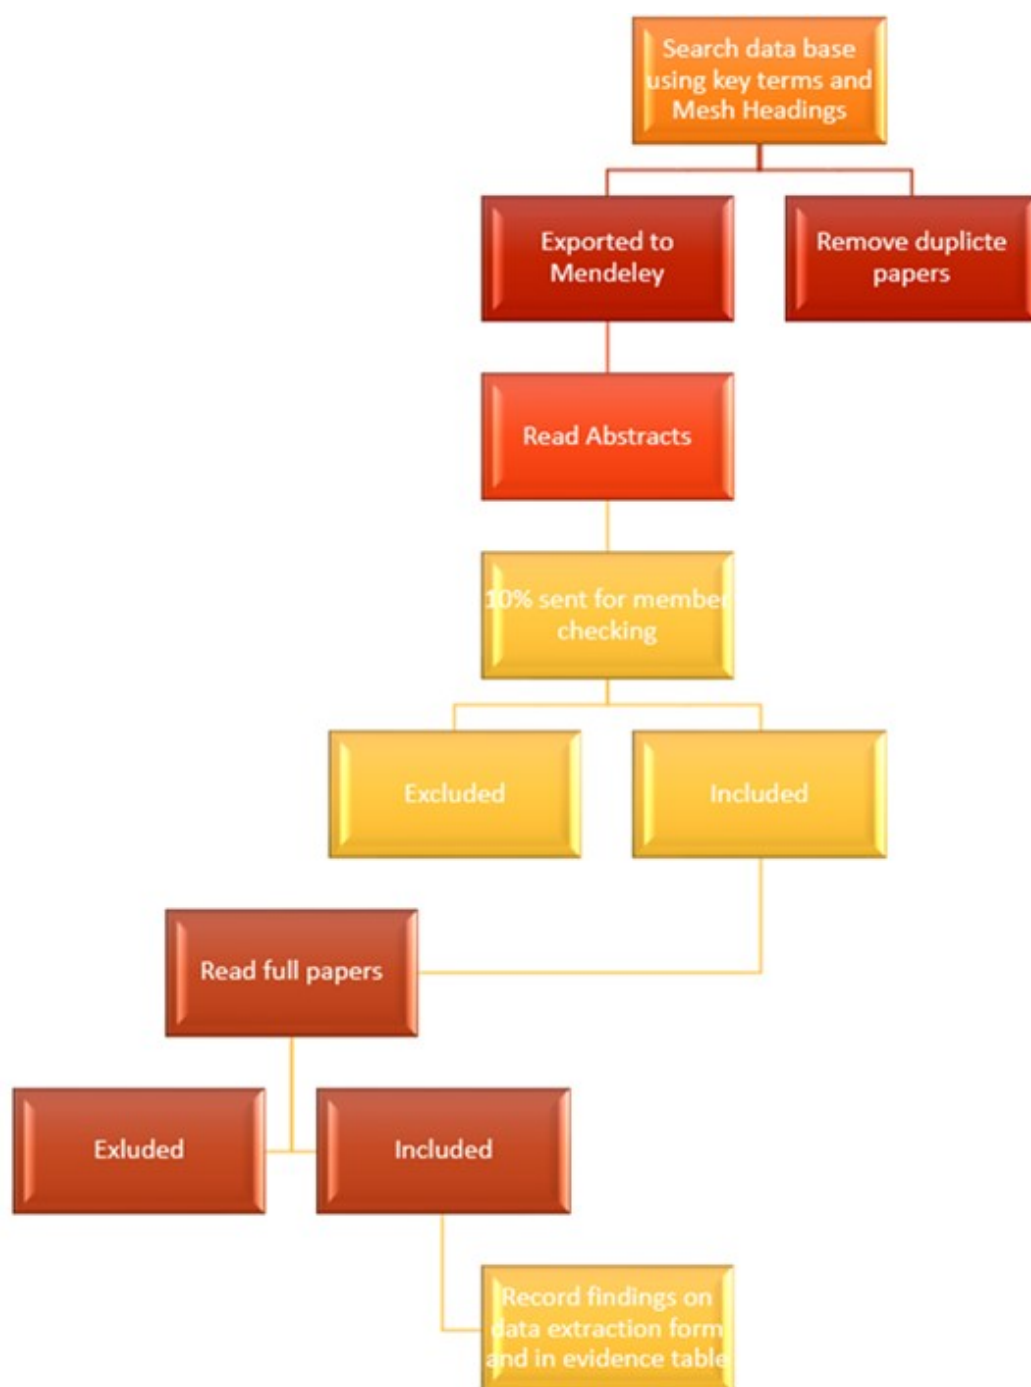 Search data base
using key terms and
Mesh Headings
Exported to
Mendeley
Remove duplicte
papers
Read Abstracts
10% sent for member
checking
Excluded
Included
Read full papers
Exluded
Included
Record findings on
data extraction form
and in evidence table